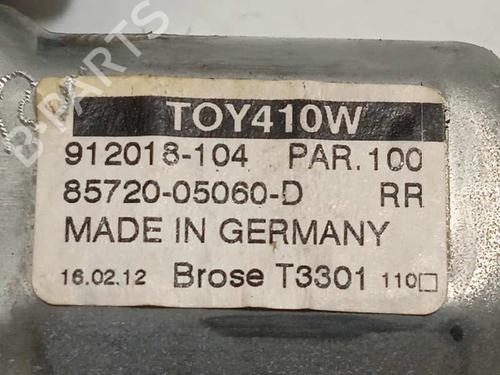 B-PARTS
TOY410W
912018-104 PAR.100
85720-05060-D RR
MADE IN GERMANY
16.02.12 Brose T3301 110□